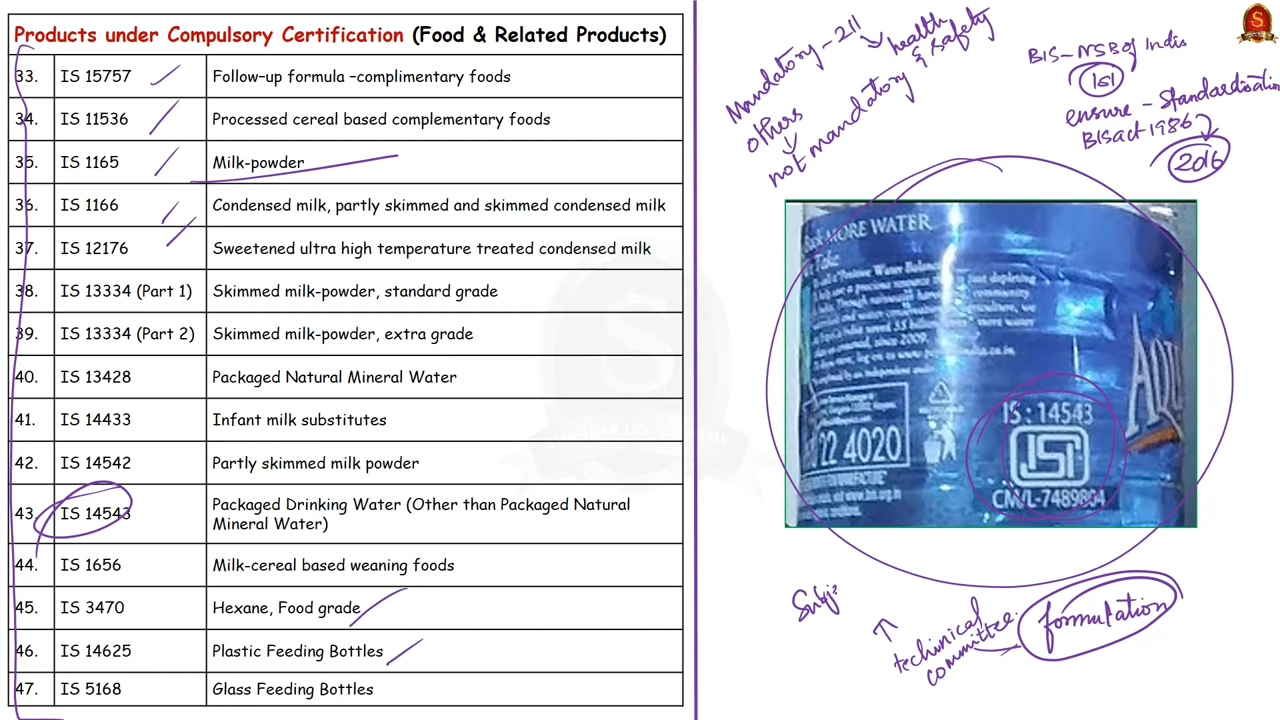 Products under Compulsory Certification (Food & Related Products)
33. IS 15757 Follow-up formula –complimentary foods
34. IS 11536 Processed cereal based complementary foods
35. IS 1165 Milk-powder
36. IS 1166 Condensed milk, partly skimmed and skimmed condensed milk
37. IS 12176 Sweetened ultra high temperature treated condensed milk
38. IS 13334 (Part 1) Skimmed milk-powder, standard grade
39. IS 13334 (Part 2) Skimmed milk-powder, extra grade
40. IS 13428 Packaged Natural Mineral Water
41. IS 14433 Infant milk substitutes
42. IS 14542 Partly skimmed milk powder
43. IS 14543 Packaged Drinking Water (Other than Packaged Natural
Mineral Water)
44. IS 1656 Milk-cereal based weaning foods
45. IS 3470 Hexane, Food grade
46. IS 14625 Plastic Feeding Bottles
47. IS 5168 Glass Feeding Bottles
Mandatory - 211
health
& safety
others
not mandatory
BIS - NSB of India
ISI
ensure - Standardisation
BIS act 1986
2016
MORE WATER
IS : 14543
ISI
CM/L-7489804
22 4020
AQU
Subj:
techinical
committee.
formulation